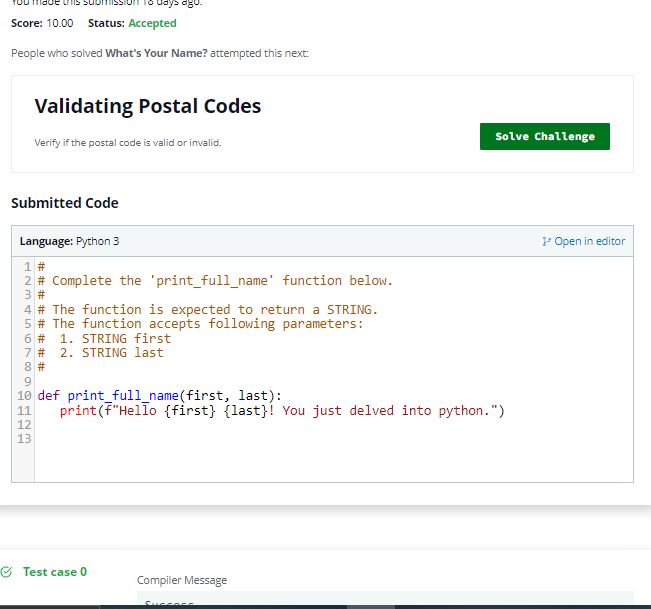 You made this submission 18 days ago.
Score: 10.00 Status: Accepted
People who solved What's Your Name? attempted this next:
Validating Postal Codes
Verify if the postal code is valid or invalid.
Solve Challenge
Submitted Code
Language: Python 3
Open in editor
1 #
2 # Complete the 'print_full_name' function below.
3 #
4 # The function is expected to return a STRING.
5 # The function accepts following parameters:
6 #  1. STRING first
7 #  2. STRING last
8 #
9
10 def print_full_name(first, last):
11    print(f"Hello {first} {last}! You just delved into python.")
12
13
Test case 0
Compiler Message
Success